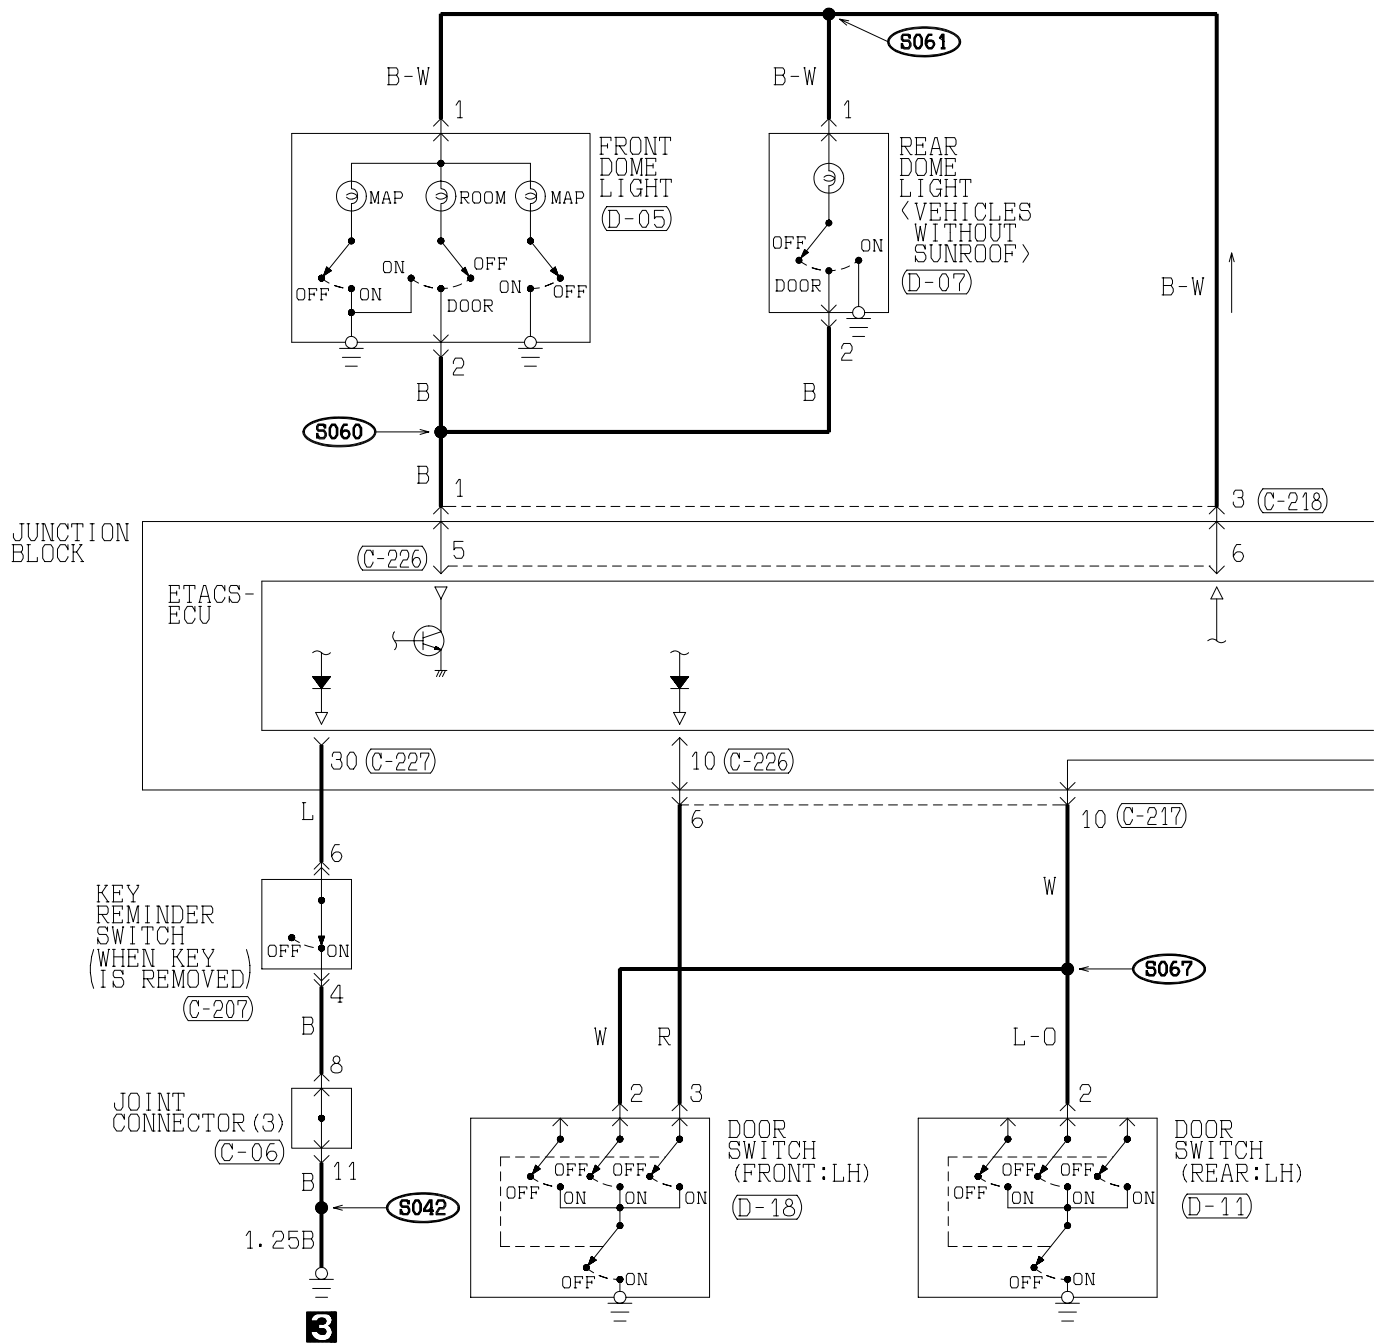 S061
B-W
B-W
1
1
FRONT
DOME
LIGHT
(D-05)
MAP
ROOM
MAP
OFF
ON
ON
OFF
DOOR
ON
OFF
REAR
DOME
LIGHT
<VEHICLES
WITHOUT
SUNROOF>
(D-07)
OFF
ON
DOOR
B-W
2
2
B
B
S060
B
1
3 (C-218)
JUNCTION
BLOCK
(C-226) 5
6
ETACS-
ECU
30 (C-227)
10 (C-226)
L
6
10 (C-217)
6
W
KEY
REMINDER
SWITCH
(WHEN KEY
IS REMOVED)
(C-207)
OFF
ON
4
S067
B
W
R
L-O
8
2
3
2
JOINT
CONNECTOR(3)
(C-06)
11
B
S042
1.25B
3
DOOR
SWITCH
(FRONT:LH)
(D-18)
OFF
OFF
OFF
ON
ON
ON
OFF
ON
DOOR
SWITCH
(REAR:LH)
(D-11)
OFF
OFF
OFF
ON
ON
ON
OFF
ON